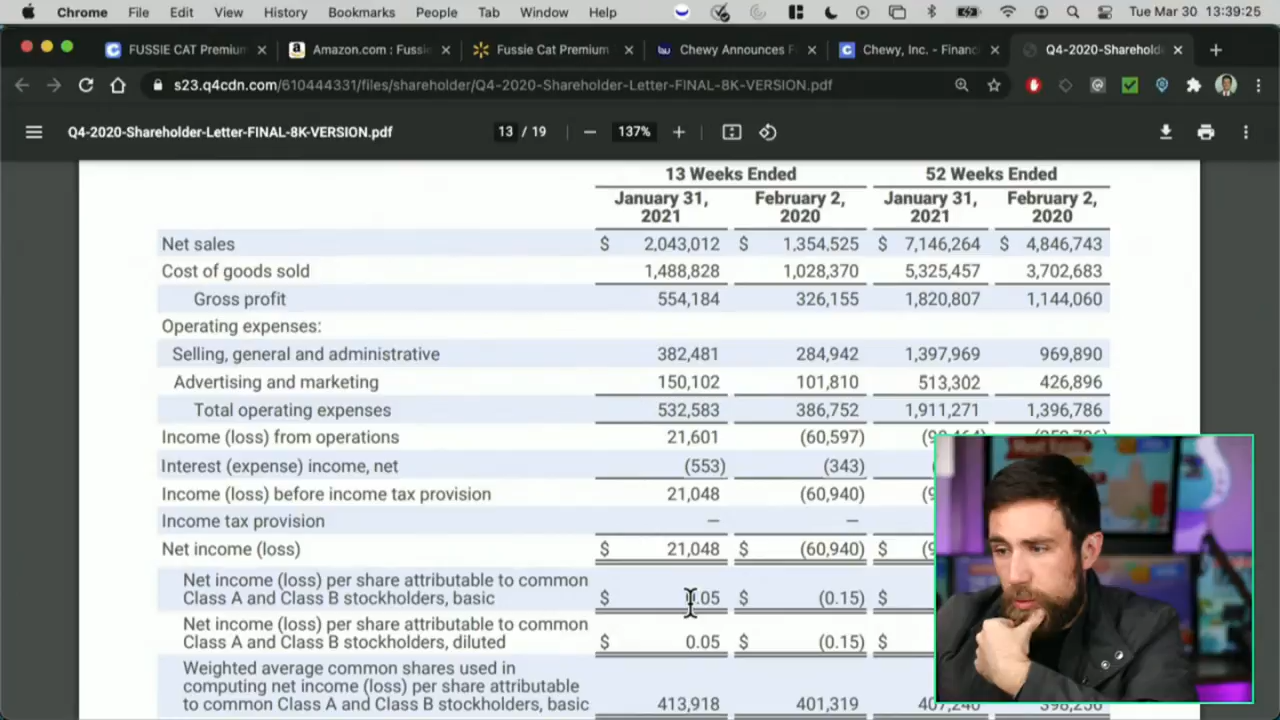 Chrome File Edit View History Bookmarks People Tab Window Help Tue Mar 30 13:39:25
FUSSIE CAT Premium Amazon.com : Fussie Fussie Cat Premium Chewy Announces F Chewy, Inc. - Financ Q4-2020-Sharehold
s23.q4cdn.com/610444331/files/shareholder/Q4-2020-Shareholder-Letter-FINAL-8K-VERSION.pdf
Q4-2020-Shareholder-Letter-FINAL-8K-VERSION.pdf 13 / 19 137%
13 Weeks Ended 52 Weeks Ended
January 31, 2021 February 2, 2020 January 31, 2021 February 2, 2020
Net sales $ 2,043,012 $ 1,354,525 $ 7,146,264 $ 4,846,743
Cost of goods sold 1,488,828 1,028,370 5,325,457 3,702,683
Gross profit 554,184 326,155 1,820,807 1,144,060
Operating expenses:
Selling, general and administrative 382,481 284,942 1,397,969 969,890
Advertising and marketing 150,102 101,810 513,302 426,896
Total operating expenses 532,583 386,752 1,911,271 1,396,786
Income (loss) from operations 21,601 (60,597)
Interest (expense) income, net (553) (343)
Income (loss) before income tax provision 21,048 (60,940)
Income tax provision — —
Net income (loss) $ 21,048 $ (60,940) $
Net income (loss) per share attributable to common
Class A and Class B stockholders, basic $ 0.05 $ (0.15) $
Net income (loss) per share attributable to common
Class A and Class B stockholders, diluted $ 0.05 $ (0.15) $
Weighted average common shares used in
computing net income (loss) per share attributable
to common Class A and Class B stockholders, basic 413,918 401,319